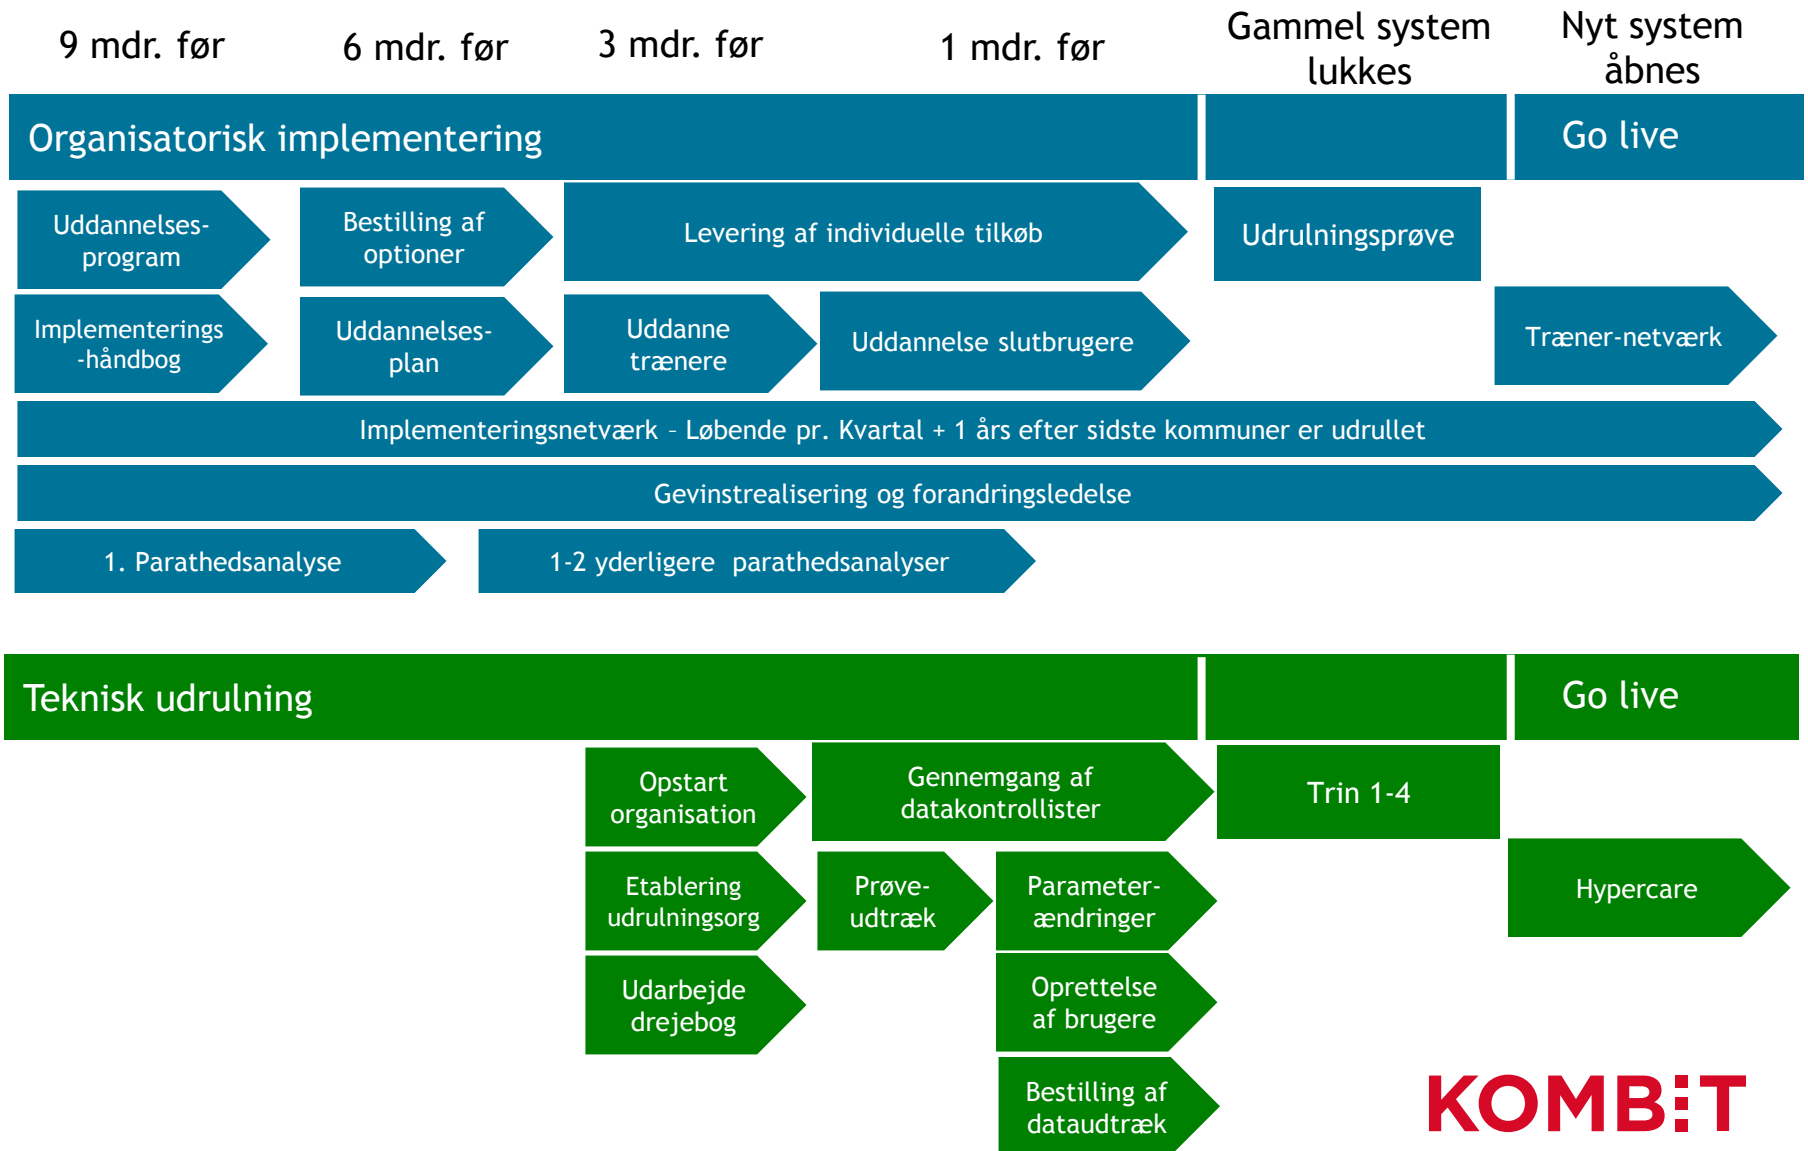 9 mdr. før
6 mdr. før
3 mdr. før
1 mdr. før
Gammel system
lukkes
Nyt system
åbnes
Organisatorisk implementering
Go live
Uddannelses-
program
Bestilling af
optioner
Levering af individuelle tilkøb
Udrulningsprøve
Implementerings
-håndbog
Uddannelses-
plan
Uddanne
trænere
Uddannelse slutbrugere
Træner-netværk
Implementeringsnetværk – Løbende pr. Kvartal + 1 års efter sidste kommuner er udrullet
Gevinstrealisering og forandringsledelse
1. Parathedsanalyse
1-2 yderligere parathedsanalyser
Teknisk udrulning
Go live
Opstart
organisation
Gennemgang af
datakontrollister
Trin 1-4
Etablering
udrulningsorg
Prøve-
udtræk
Parameter-
ændringer
Hypercare
Udarbejde
drejebog
Oprettelse
af brugere
Bestilling af
dataudtræk
KOMBIT